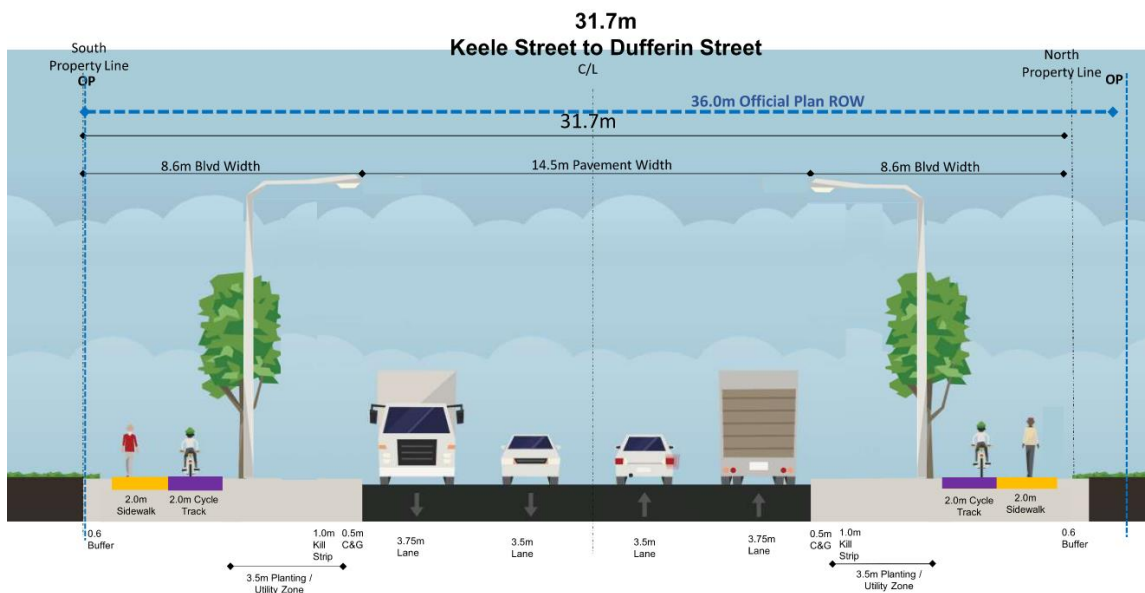 31.7m
Keele Street to Dufferin Street
South
Property Line
OP
C/L
North
Property Line
OP
36.0m Official Plan ROW
31.7m
8.6m Blvd Width
14.5m Pavement Width
8.6m Blvd Width
2.0m
Sidewalk
2.0m Cycle
Track
2.0m Cycle
Track
2.0m
Sidewalk
0.6
Buffer
1.0m
Kill
Strip
0.5m
C&G
3.75m
Lane
3.5m
Lane
3.5m
Lane
3.75m
Lane
0.5m
C&G
1.0m
Kill
Strip
0.6
Buffer
3.5m Planting /
Utility Zone
3.5m Planting /
Utility Zone